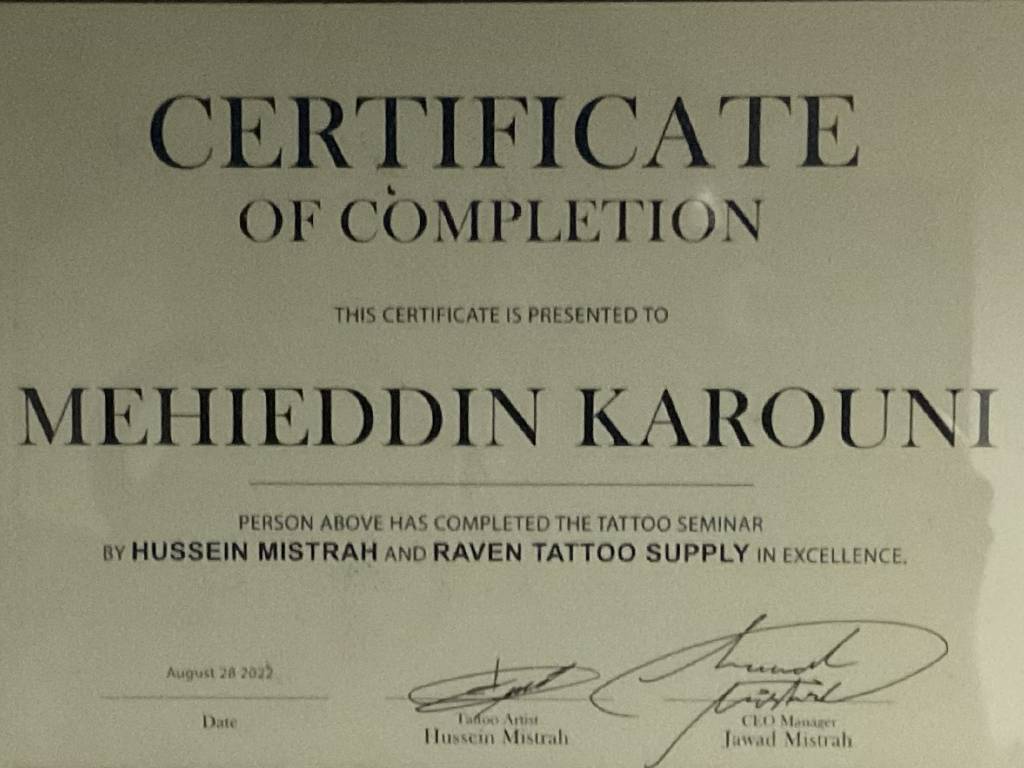 CERTIFICATE
OF COMPLETION
THIS CERTIFICATE IS PRESENTED TO
MEHIEDDIN KAROUNI
PERSON ABOVE HAS COMPLETED THE TATTOO SEMINAR
BY HUSSEIN MISTRAH AND RAVEN TATTOO SUPPLY IN EXCELLENCE.
August 28 2022
Date
Tattoo Artist
Hussein Mistrah
CEO Manager
Jawad Mistrah